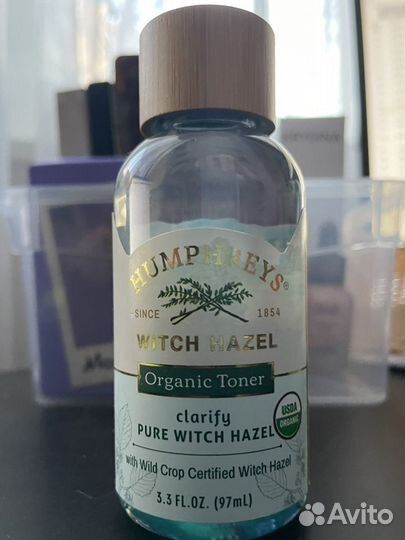 HUMPHREYS®
SINCE 1854
WITCH HAZEL
Organic Toner
clarify
PURE WITCH HAZEL
USDA
ORGANIC
with Wild Crop Certified Witch Hazel
3.3 FL.OZ. (97mL)
Avito